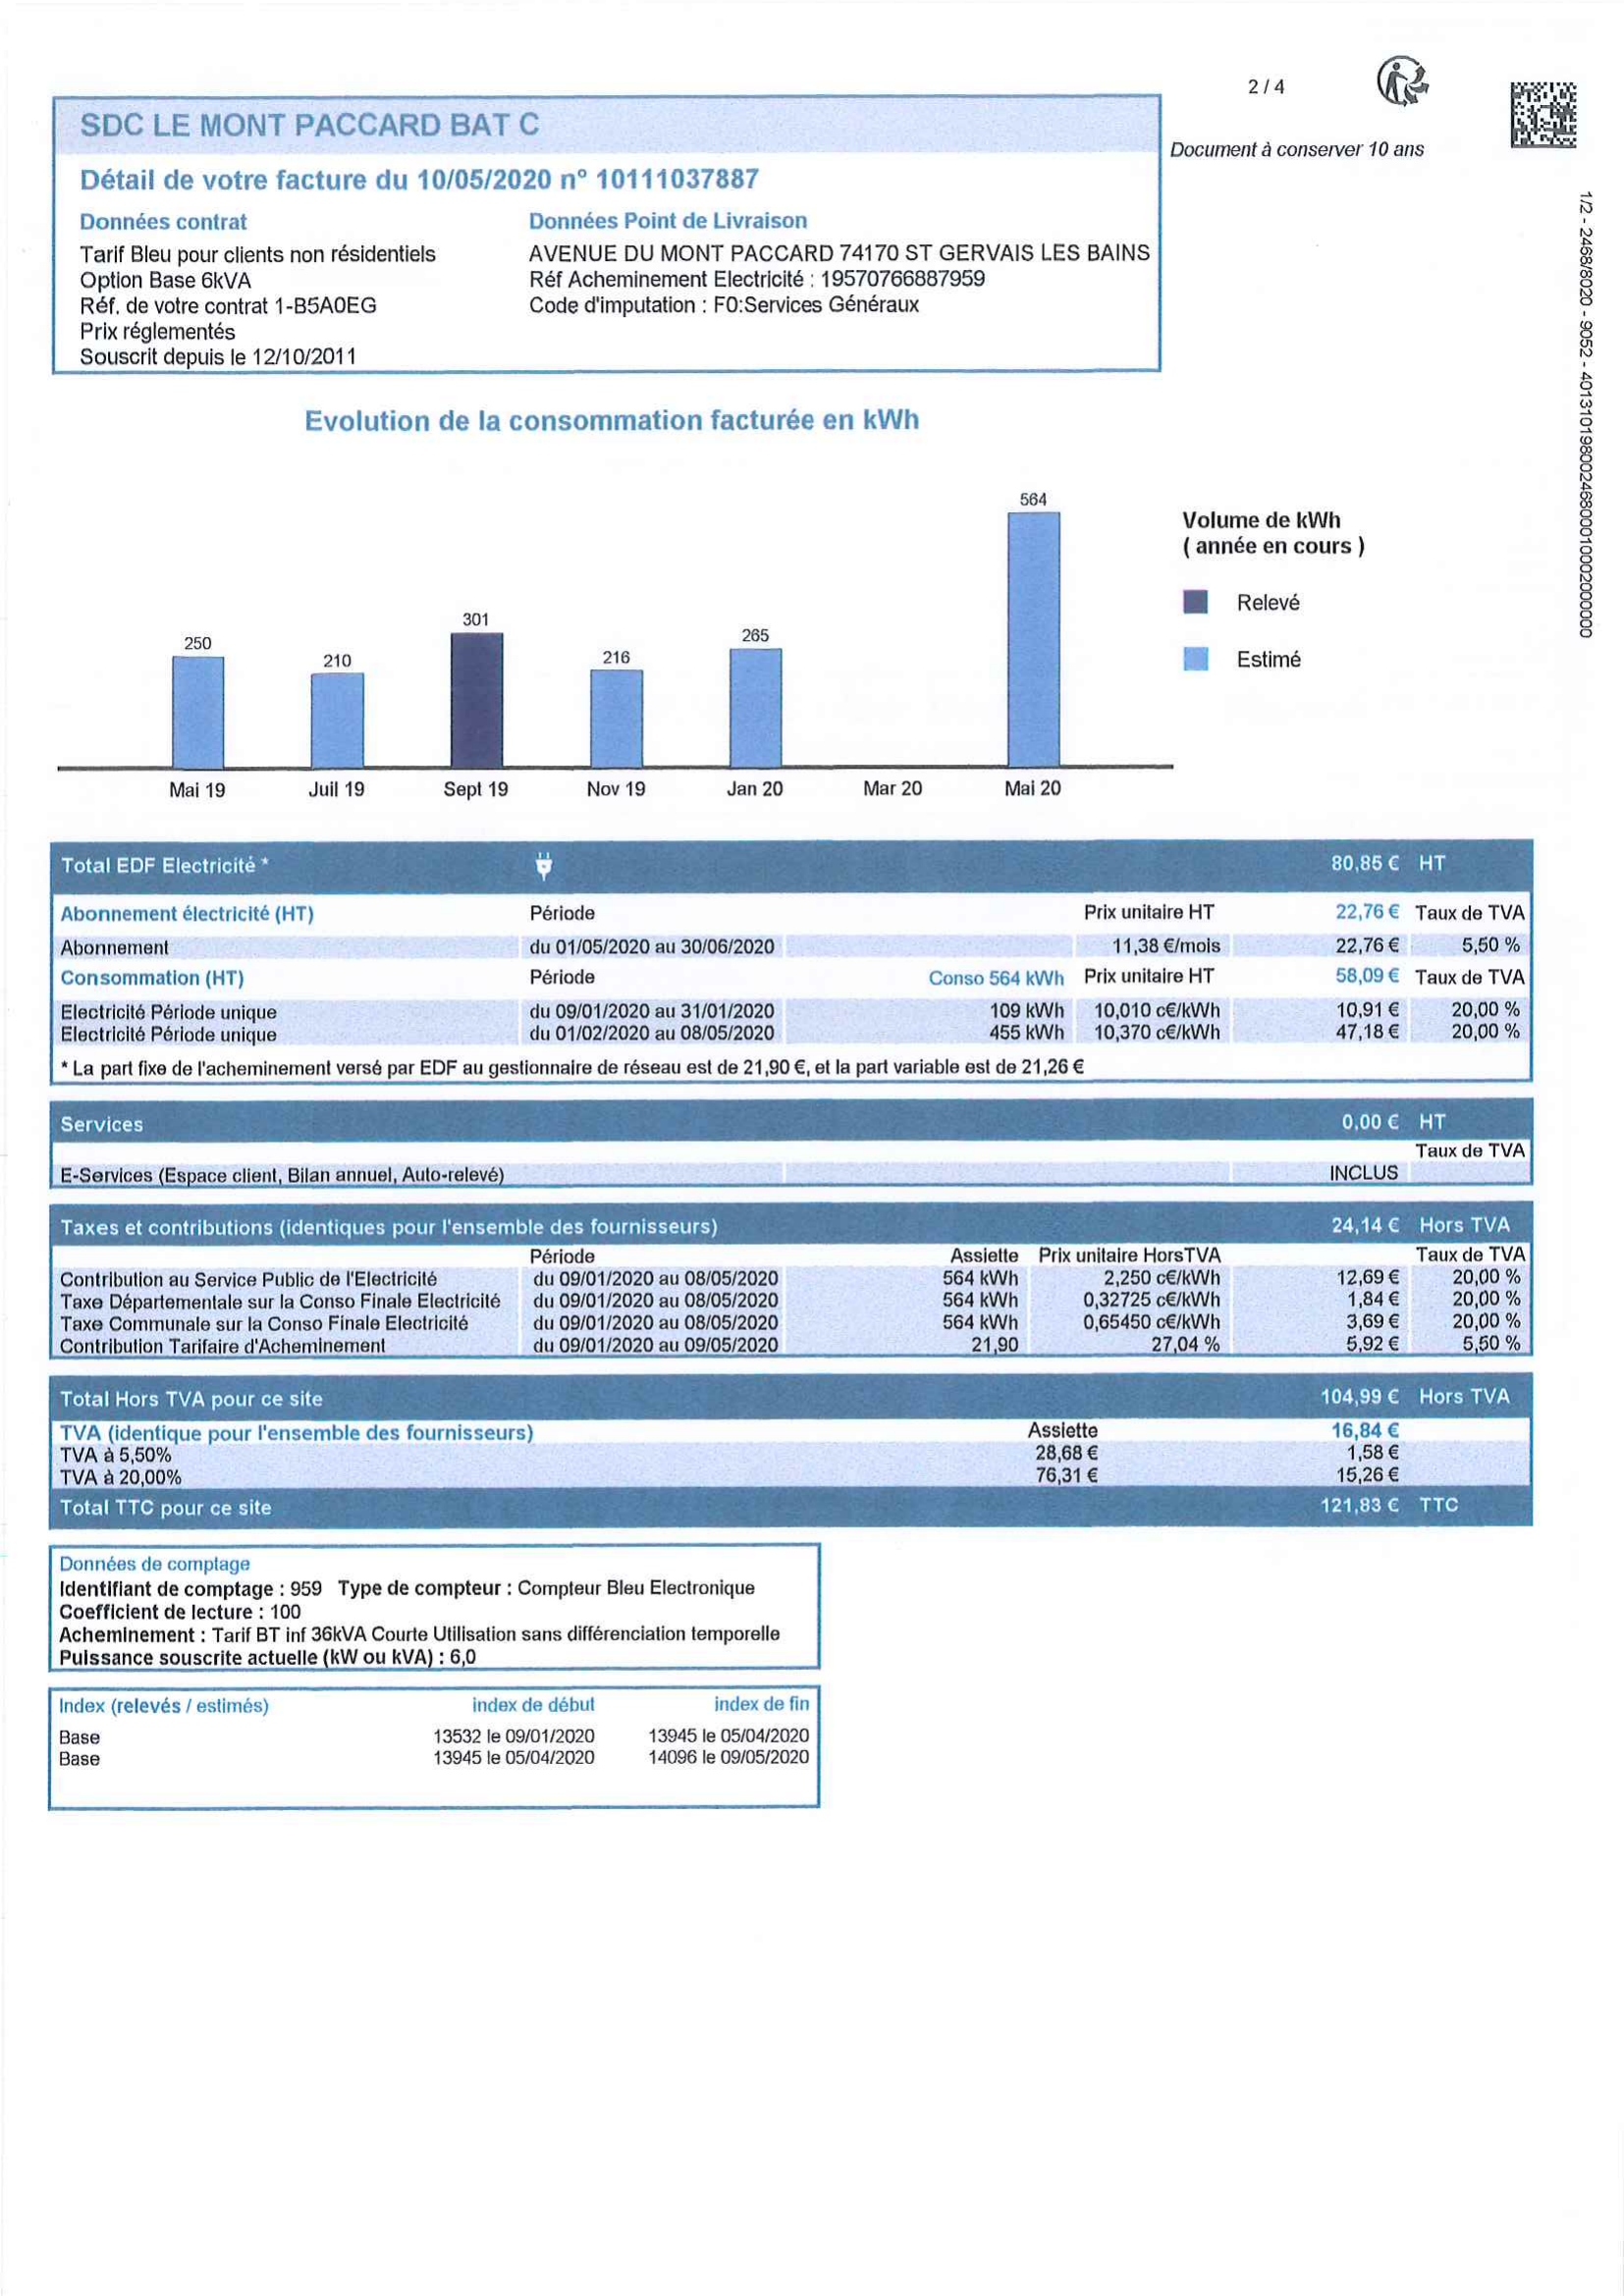 2 / 4
Document à conserver 10 ans
1/2 - 2468/8020 - 9052 - 40131019800246800010002000000
SDC LE MONT PACCARD BAT C
Détail de votre facture du 10/05/2020 n° 10111037887
Données contrat
Tarif Bleu pour clients non résidentiels
Option Base 6kVA
Réf. de votre contrat 1-B5A0EG
Prix réglementés
Souscrit depuis le 12/10/2011
Données Point de Livraison
AVENUE DU MONT PACCARD 74170 ST GERVAIS LES BAINS
Réf Acheminement Electricité : 19570766887959
Code d'imputation : F0:Services Généraux
Evolution de la consommation facturée en kWh
250 210 301 216 265 564
Mai 19 Juil 19 Sept 19 Nov 19 Jan 20 Mar 20 Mai 20
Volume de kWh
( année en cours )
Relevé
Estimé
Total EDF Electricité * 80,85 € HT
Abonnement électricité (HT) Période Prix unitaire HT 22,76 € Taux de TVA
Abonnement du 01/05/2020 au 30/06/2020 11,38 €/mois 22,76 € 5,50 %
Consommation (HT) Période Conso 564 kWh Prix unitaire HT 58,09 € Taux de TVA
Electricité Période unique du 09/01/2020 au 31/01/2020 109 kWh 10,010 c€/kWh 10,91 € 20,00 %
Electricité Période unique du 01/02/2020 au 08/05/2020 455 kWh 10,370 c€/kWh 47,18 € 20,00 %
* La part fixe de l'acheminement versé par EDF au gestionnaire de réseau est de 21,90 €, et la part variable est de 21,26 €
Services 0,00 € HT
Taux de TVA
E-Services (Espace client, Bilan annuel, Auto-relevé) INCLUS
Taxes et contributions (identiques pour l'ensemble des fournisseurs) 24,14 € Hors TVA
Période Assiette Prix unitaire HorsTVA Taux de TVA
Contribution au Service Public de l'Electricité du 09/01/2020 au 08/05/2020 564 kWh 2,250 c€/kWh 12,69 € 20,00 %
Taxe Départementale sur la Conso Finale Electricité du 09/01/2020 au 08/05/2020 564 kWh 0,32725 c€/kWh 1,84 € 20,00 %
Taxe Communale sur la Conso Finale Electricité du 09/01/2020 au 08/05/2020 564 kWh 0,65450 c€/kWh 3,69 € 20,00 %
Contribution Tarifaire d'Acheminement du 09/01/2020 au 09/05/2020 21,90 27,04 % 5,92 € 5,50 %
Total Hors TVA pour ce site 104,99 € Hors TVA
TVA (identique pour l'ensemble des fournisseurs) Assiette 16,84 €
TVA à 5,50% 28,68 € 1,58 €
TVA à 20,00% 76,31 € 15,26 €
Total TTC pour ce site 121,83 € TTC
Données de comptage
Identifiant de comptage : 959 Type de compteur : Compteur Bleu Electronique
Coefficient de lecture : 100
Acheminement : Tarif BT inf 36kVA Courte Utilisation sans différenciation temporelle
Puissance souscrite actuelle (kW ou kVA) : 6,0
Index (relevés / estimés) index de début index de fin
Base 13532 le 09/01/2020 13945 le 05/04/2020
Base 13945 le 05/04/2020 14096 le 09/05/2020